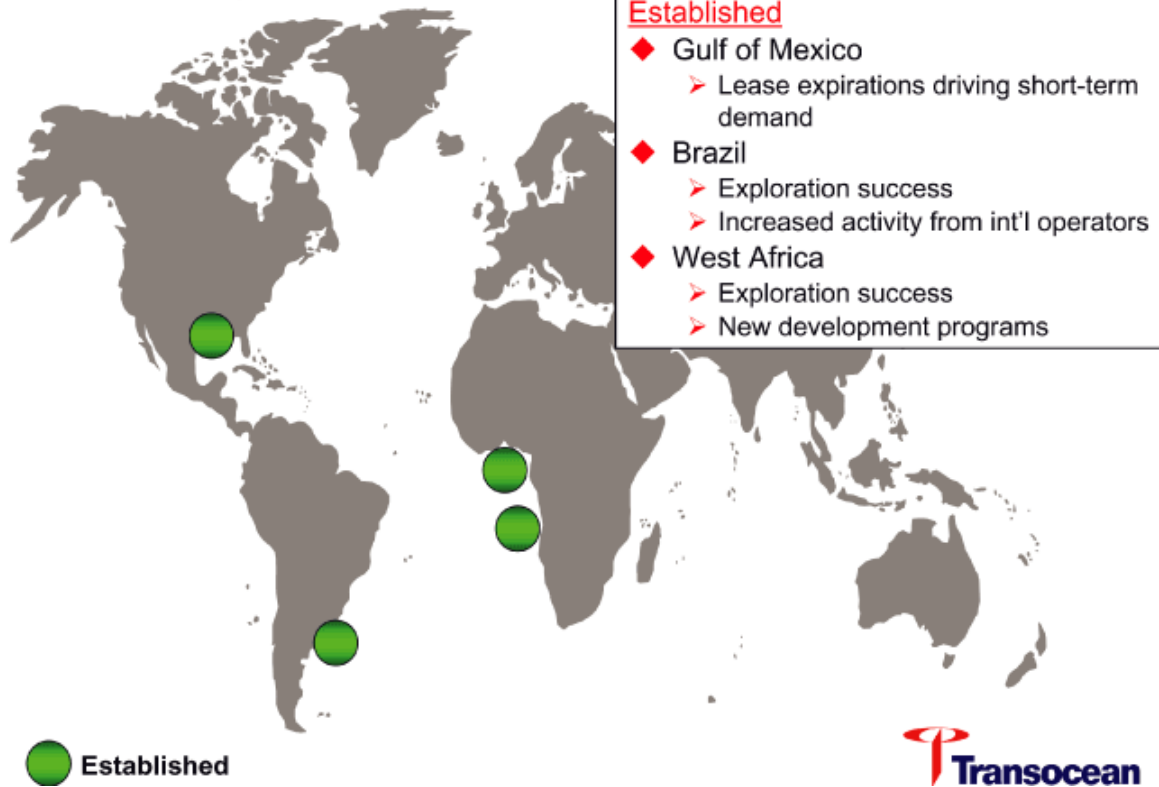 Established
Gulf of Mexico
Lease expirations driving short-term
demand
Brazil
Exploration success
Increased activity from int'l operators
West Africa
Exploration success
New development programs
Established
Transocean